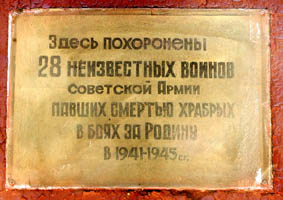 Здесь похоронены
28 неизвестных воинов
Советской Армии
павших смертью храбрых
в боях за Родину
в 1941-1945 гг.